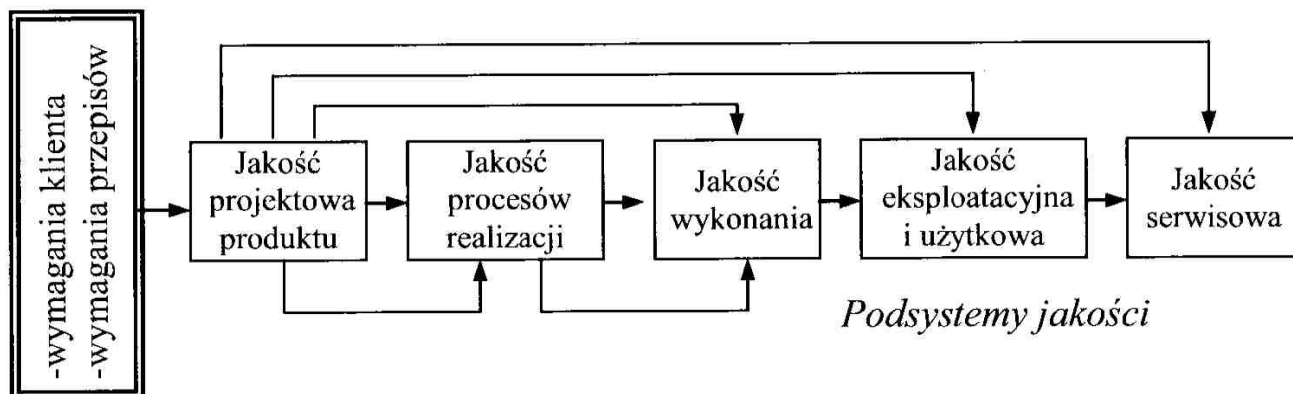 -wymagania klienta
-wymagania przepisów
Jakość
projektowa
produktu
Jakość
procesów
realizacji
Jakość
wykonania
Jakość
eksploatacyjna
i użytkowa
Jakość
serwisowa
Podsystemy jakości